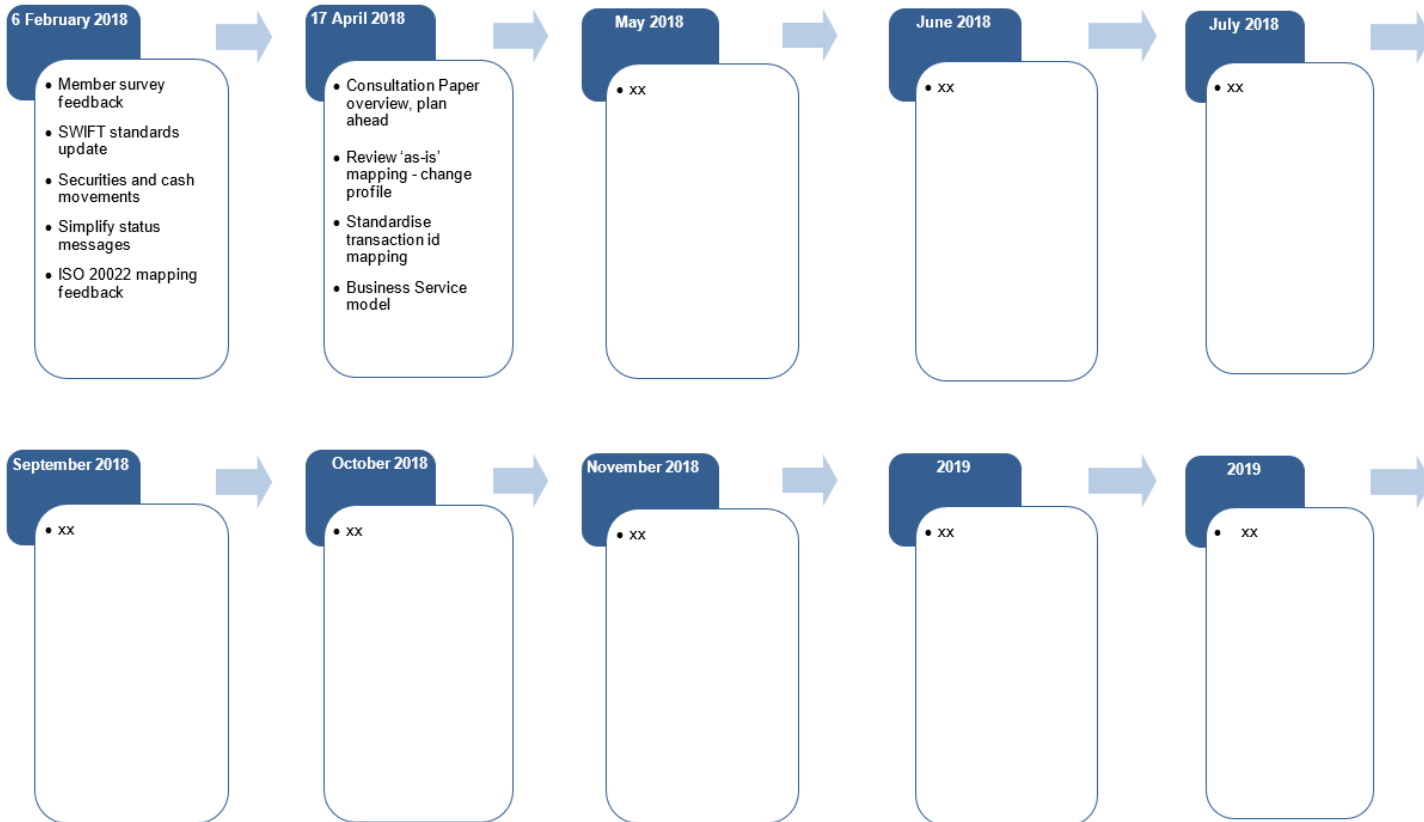 6 February 2018
• Member survey
feedback
• SWIFT standards
update
• Securities and cash
movements
• Simplify status
messages
• ISO 20022 mapping
feedback
17 April 2018
• Consultation Paper
overview, plan
ahead
• Review ‘as-is’
mapping - change
profile
• Standardise
transaction id
mapping
• Business Service
model
May 2018
• xx
June 2018
• xx
July 2018
• xx
September 2018
• xx
October 2018
• xx
November 2018
• xx
2019
• xx
2019
• xx